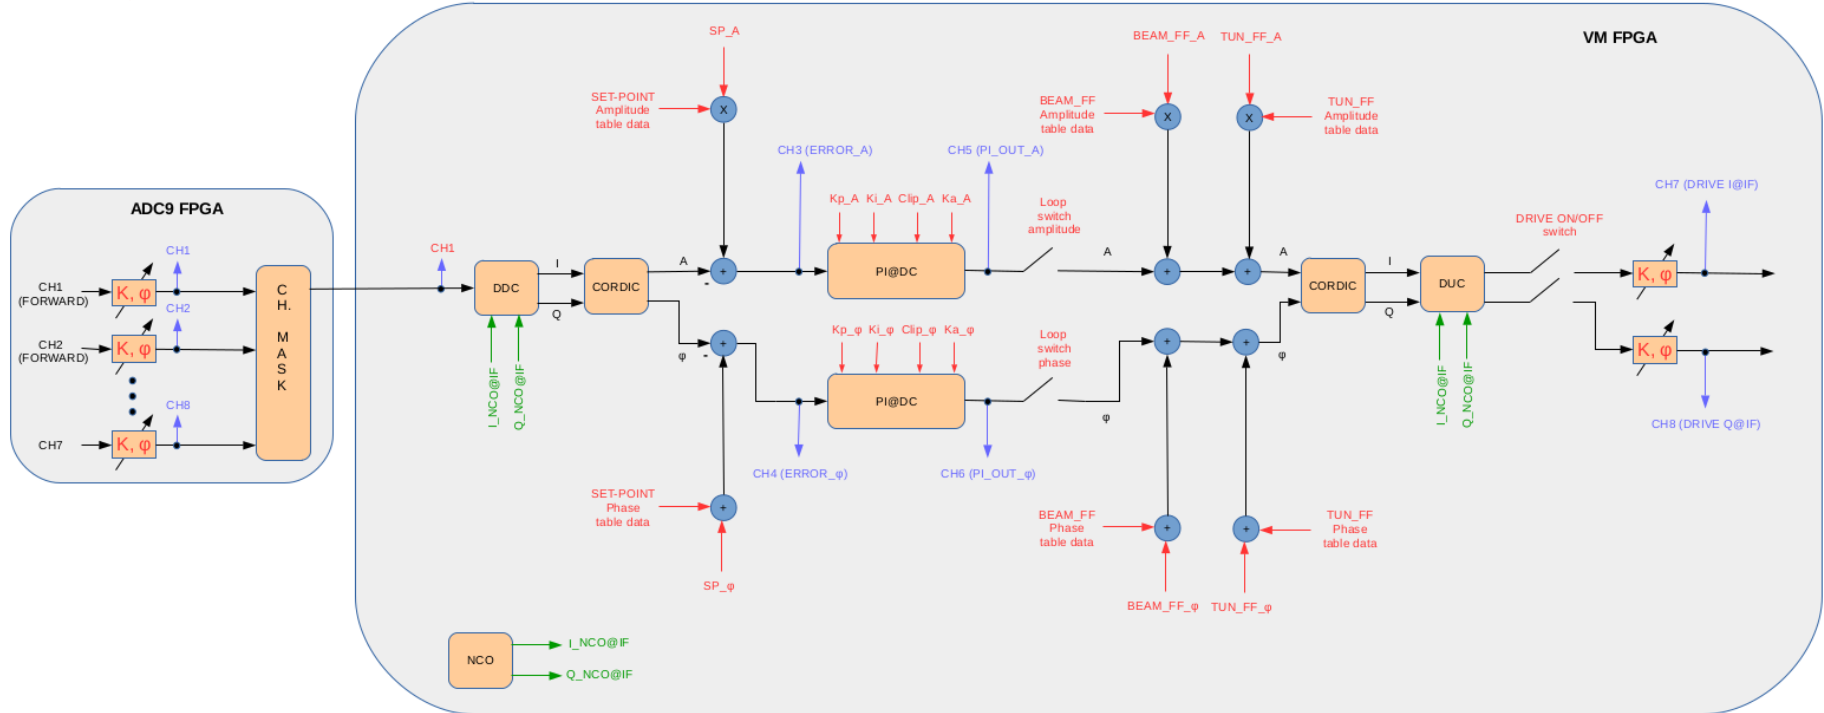 VM FPGA
SP_A
SET-POINT
Amplitude
table data
X
BEAM_FF_A
TUN_FF_A
BEAM_FF
Amplitude
table data
X
X
TUN_FF
Amplitude
table data
ADC9 FPGA
CH1
CH1
(FORWARD)
K, φ
CH2
CH2
(FORWARD)
K, φ
CH8
CH7
K, φ
C
H.
M
A
S
K
CH1
DDC
I
Q
I_NCO@IF
Q_NCO@IF
CORDIC
A
φ
+
-
+
-
CH3 (ERROR_A)
CH5 (PI_OUT_A)
Kp_A
Ki_A
Clip_A
Ka_A
PI@DC
Loop
switch
amplitude
A
+
+
A
Kp_φ
Ki_φ
Clip_φ
Ka_φ
PI@DC
Loop
switch
phase
φ
+
+
φ
CH4 (ERROR_φ)
CH6 (PI_OUT_φ)
CORDIC
I
Q
DUC
I_NCO@IF
Q_NCO@IF
DRIVE ON/OFF
switch
CH7 (DRIVE I@IF)
K, φ
K, φ
CH8 (DRIVE Q@IF)
SET-POINT
Phase
table data
+
SP_φ
BEAM_FF
Phase
table data
+
+
TUN_FF
Phase
table data
BEAM_FF_φ
TUN_FF_φ
NCO
I_NCO@IF
Q_NCO@IF